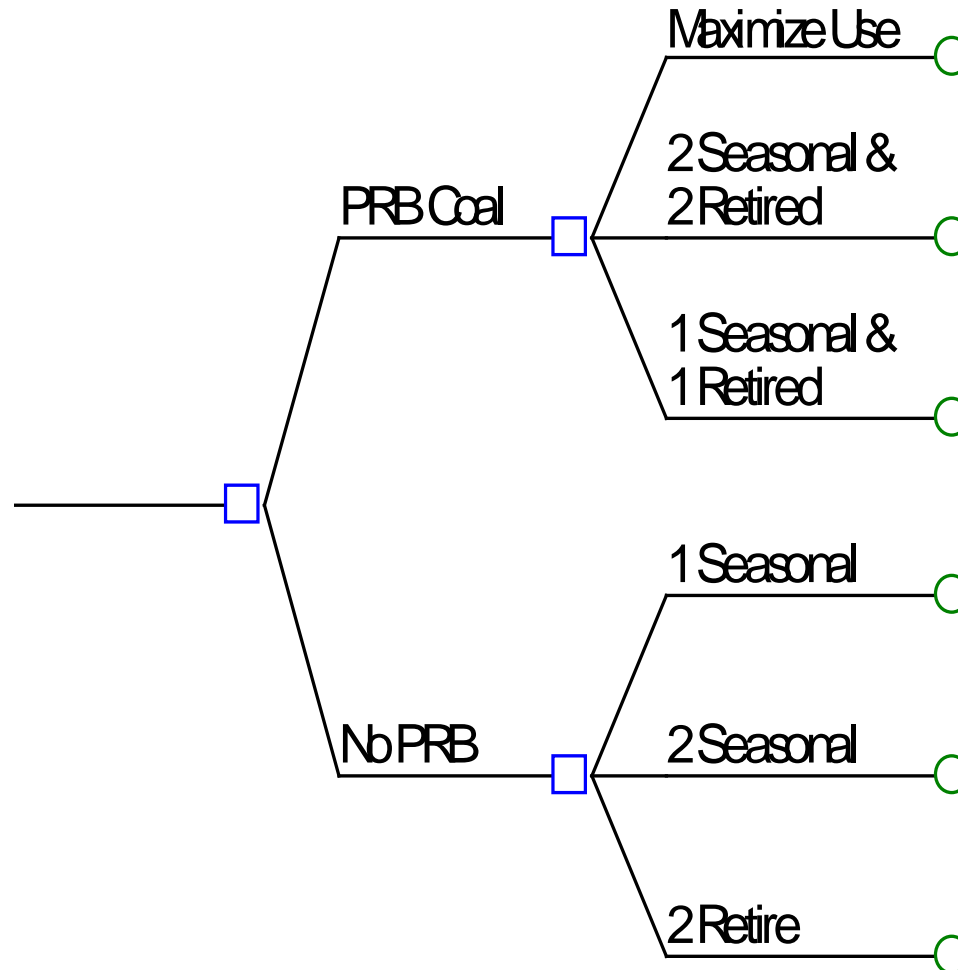 Maximize Use
2 Seasonal &
2 Retired
PRB Coal
1 Seasonal &
1 Retired
1 Seasonal
No PRB
2 Seasonal
2 Retire